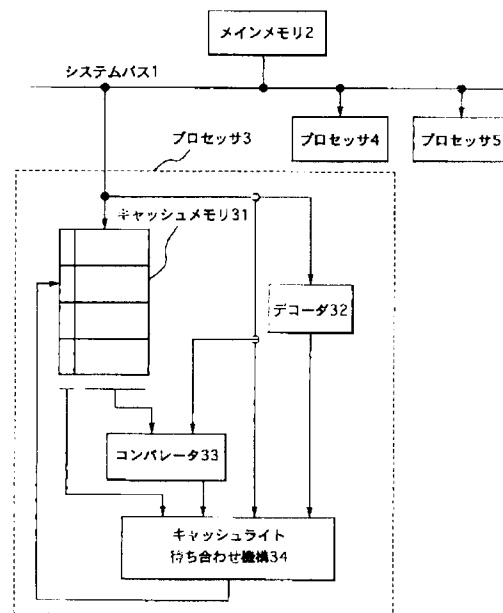 メインメモリ2
システムバス1
プロセッサ4
プロセッサ5
プロセッサ3
キャッシュメモリ31
デコーダ32
コンパレータ33
キャッシュライト
待ち合わせ機構34